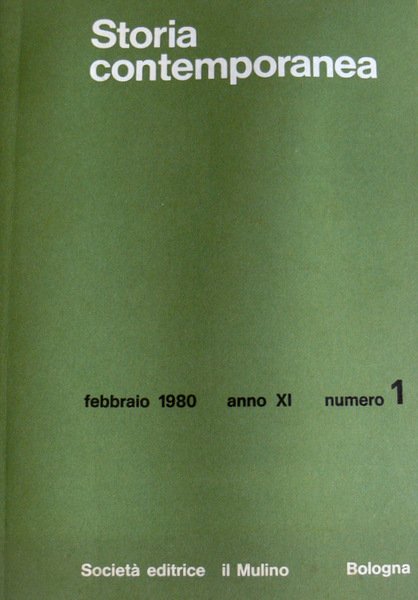 Storia
contemporanea
febbraio 1980 anno XI numero 1
Società editrice il Mulino Bologna